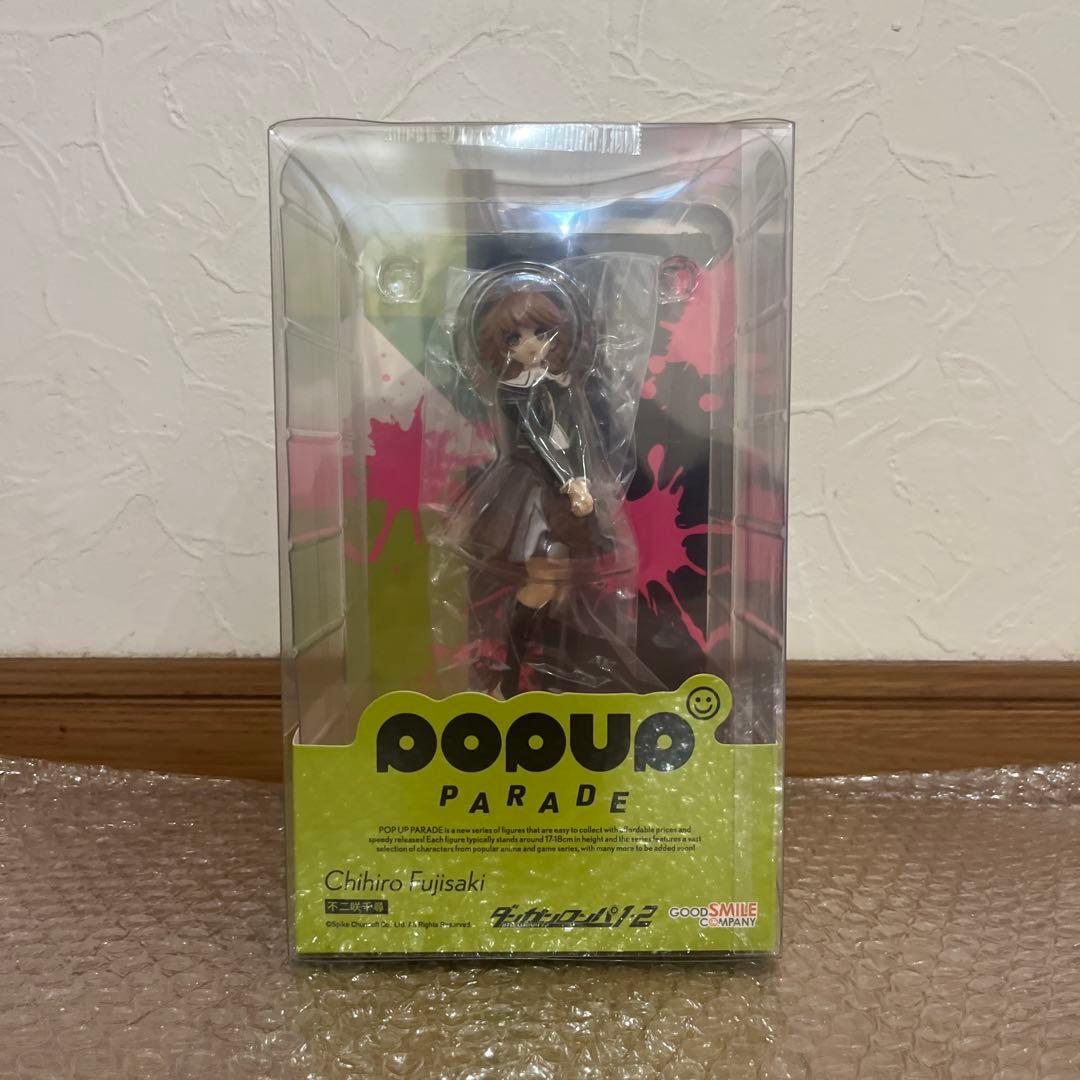 POPUP
PARADE
POP UP PARADE is a new series of figures that are easy to collect with affordable prices and
speedy releases! Each figure typically stands around 17-18cm in height and the series features a vast
selection of characters from popular anime and game series, with many more to be added soon!
Chihiro Fujisaki
不二咲千尋
©Spike Chunsoft Co., Ltd. All Rights Reserved.
ダンガンロンパ1・2
GOOD SMILE
COMPANY